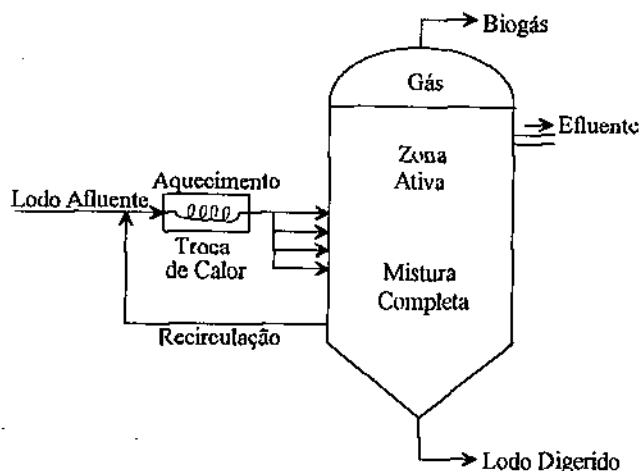 Biogás
Gás
Efluente
Zona
Ativa
Aquecimento
Lodo Afluente
Troca
de Calor
Mistura
Completa
Recirculação
Lodo Digerido